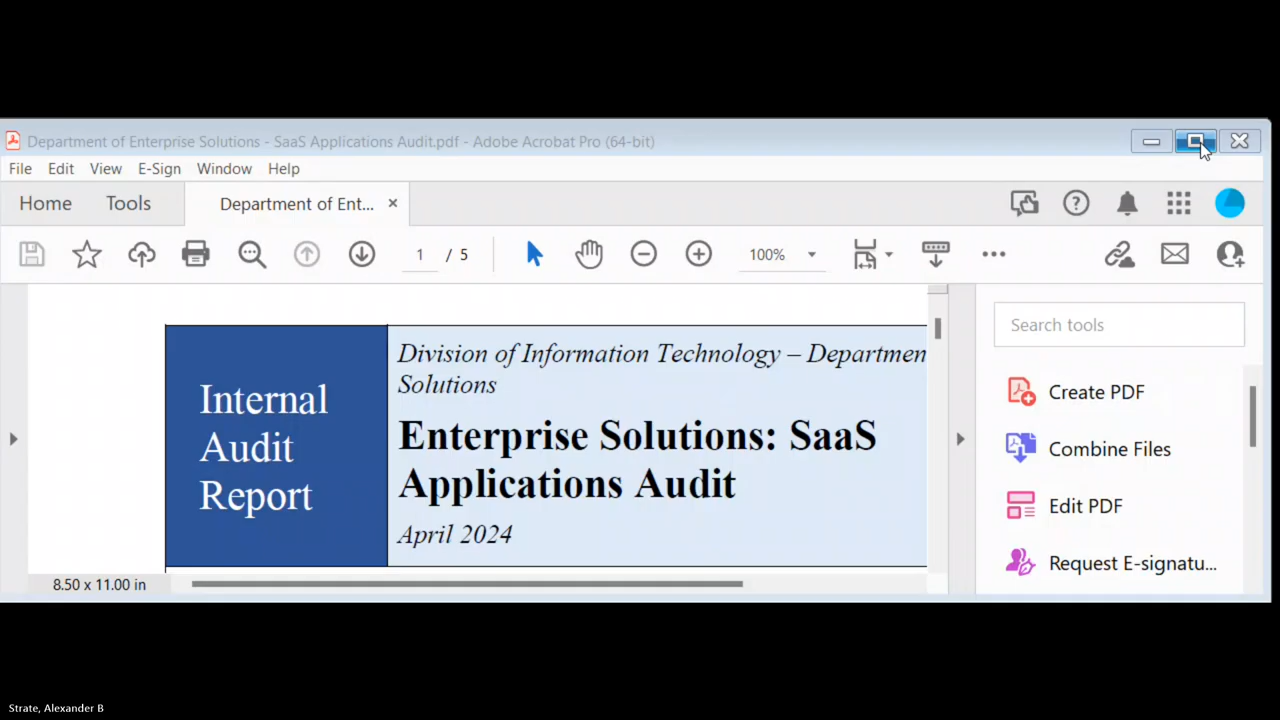 Department of Enterprise Solutions - SaaS Applications Audit.pdf - Adobe Acrobat Pro (64-bit)
File Edit View E-Sign Window Help
Home Tools Department of Ent... ×
1 / 5 100%
Search tools
Internal
Audit
Report
Division of Information Technology – Departmen
Solutions
Enterprise Solutions: SaaS
Applications Audit
April 2024
Create PDF
Combine Files
Edit PDF
Request E-signatu...
8.50 x 11.00 in
Strate, Alexander B